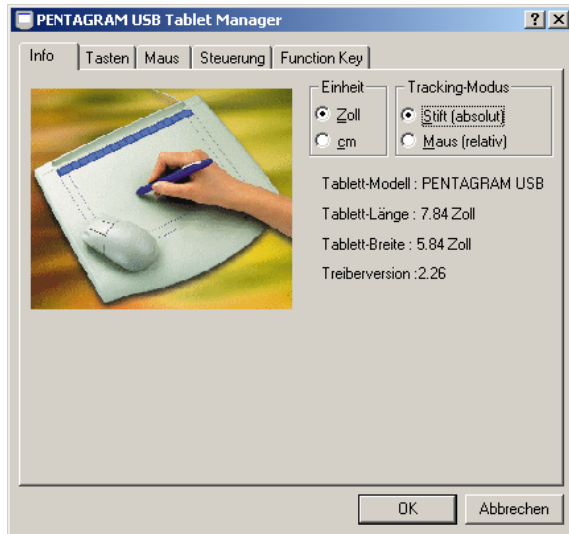 PENTAGRAM USB Tablet Manager
Info Tasten Maus Steuerung Function Key
Einheit
Zoll
cm
Tracking-Modus
Stift (absolut)
Maus (relativ)
Tablett-Modell : PENTAGRAM USB
Tablett-Länge : 7.84 Zoll
Tablett-Breite : 5.84 Zoll
Treiberversion :2.26
OK Abbrechen